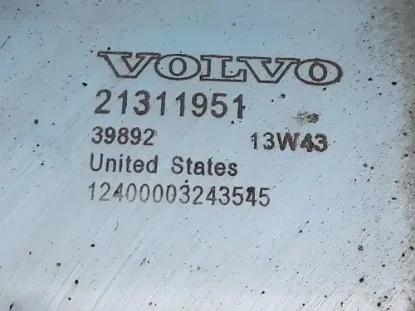 VOLVO
21311951
39892 13W43
United States
12400003243545